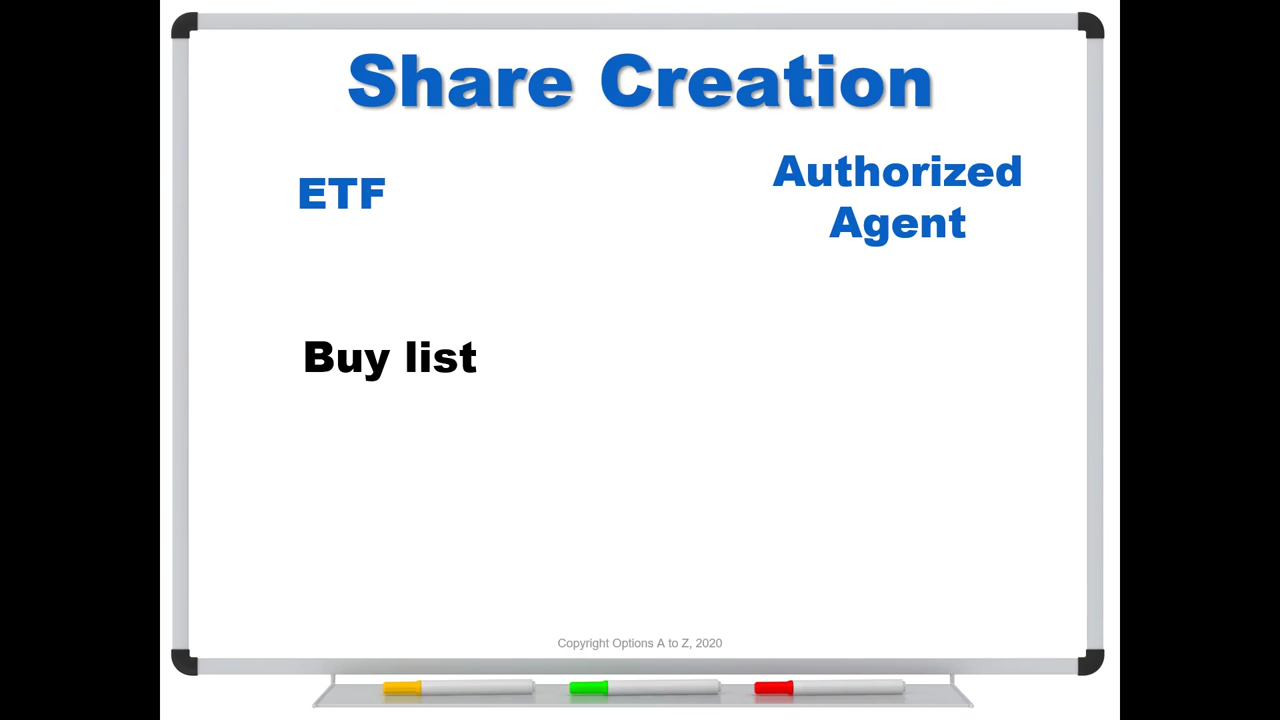 Share Creation
ETF
Authorized
Agent
Buy list
Copyright Options A to Z, 2020